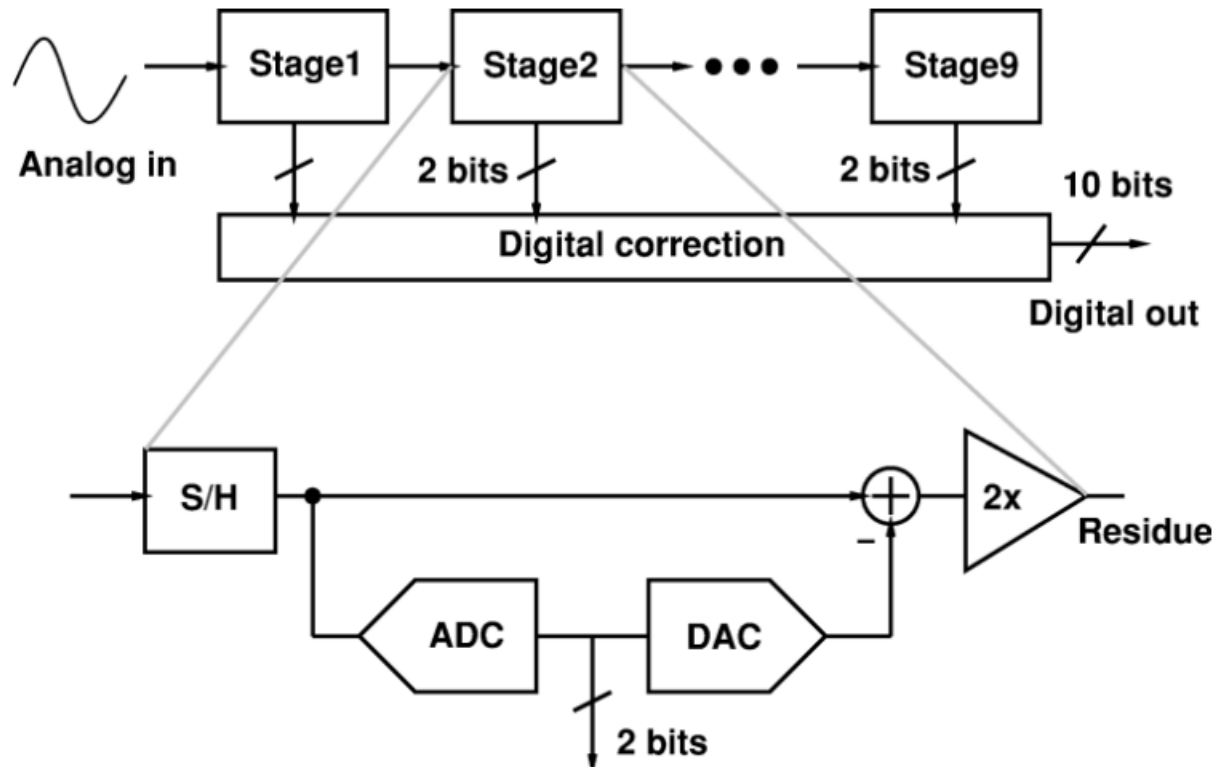 Stage1
Stage2
Stage9
Analog in
2 bits
2 bits
10 bits
Digital correction
Digital out
S/H
2x
–
Residue
ADC
DAC
2 bits